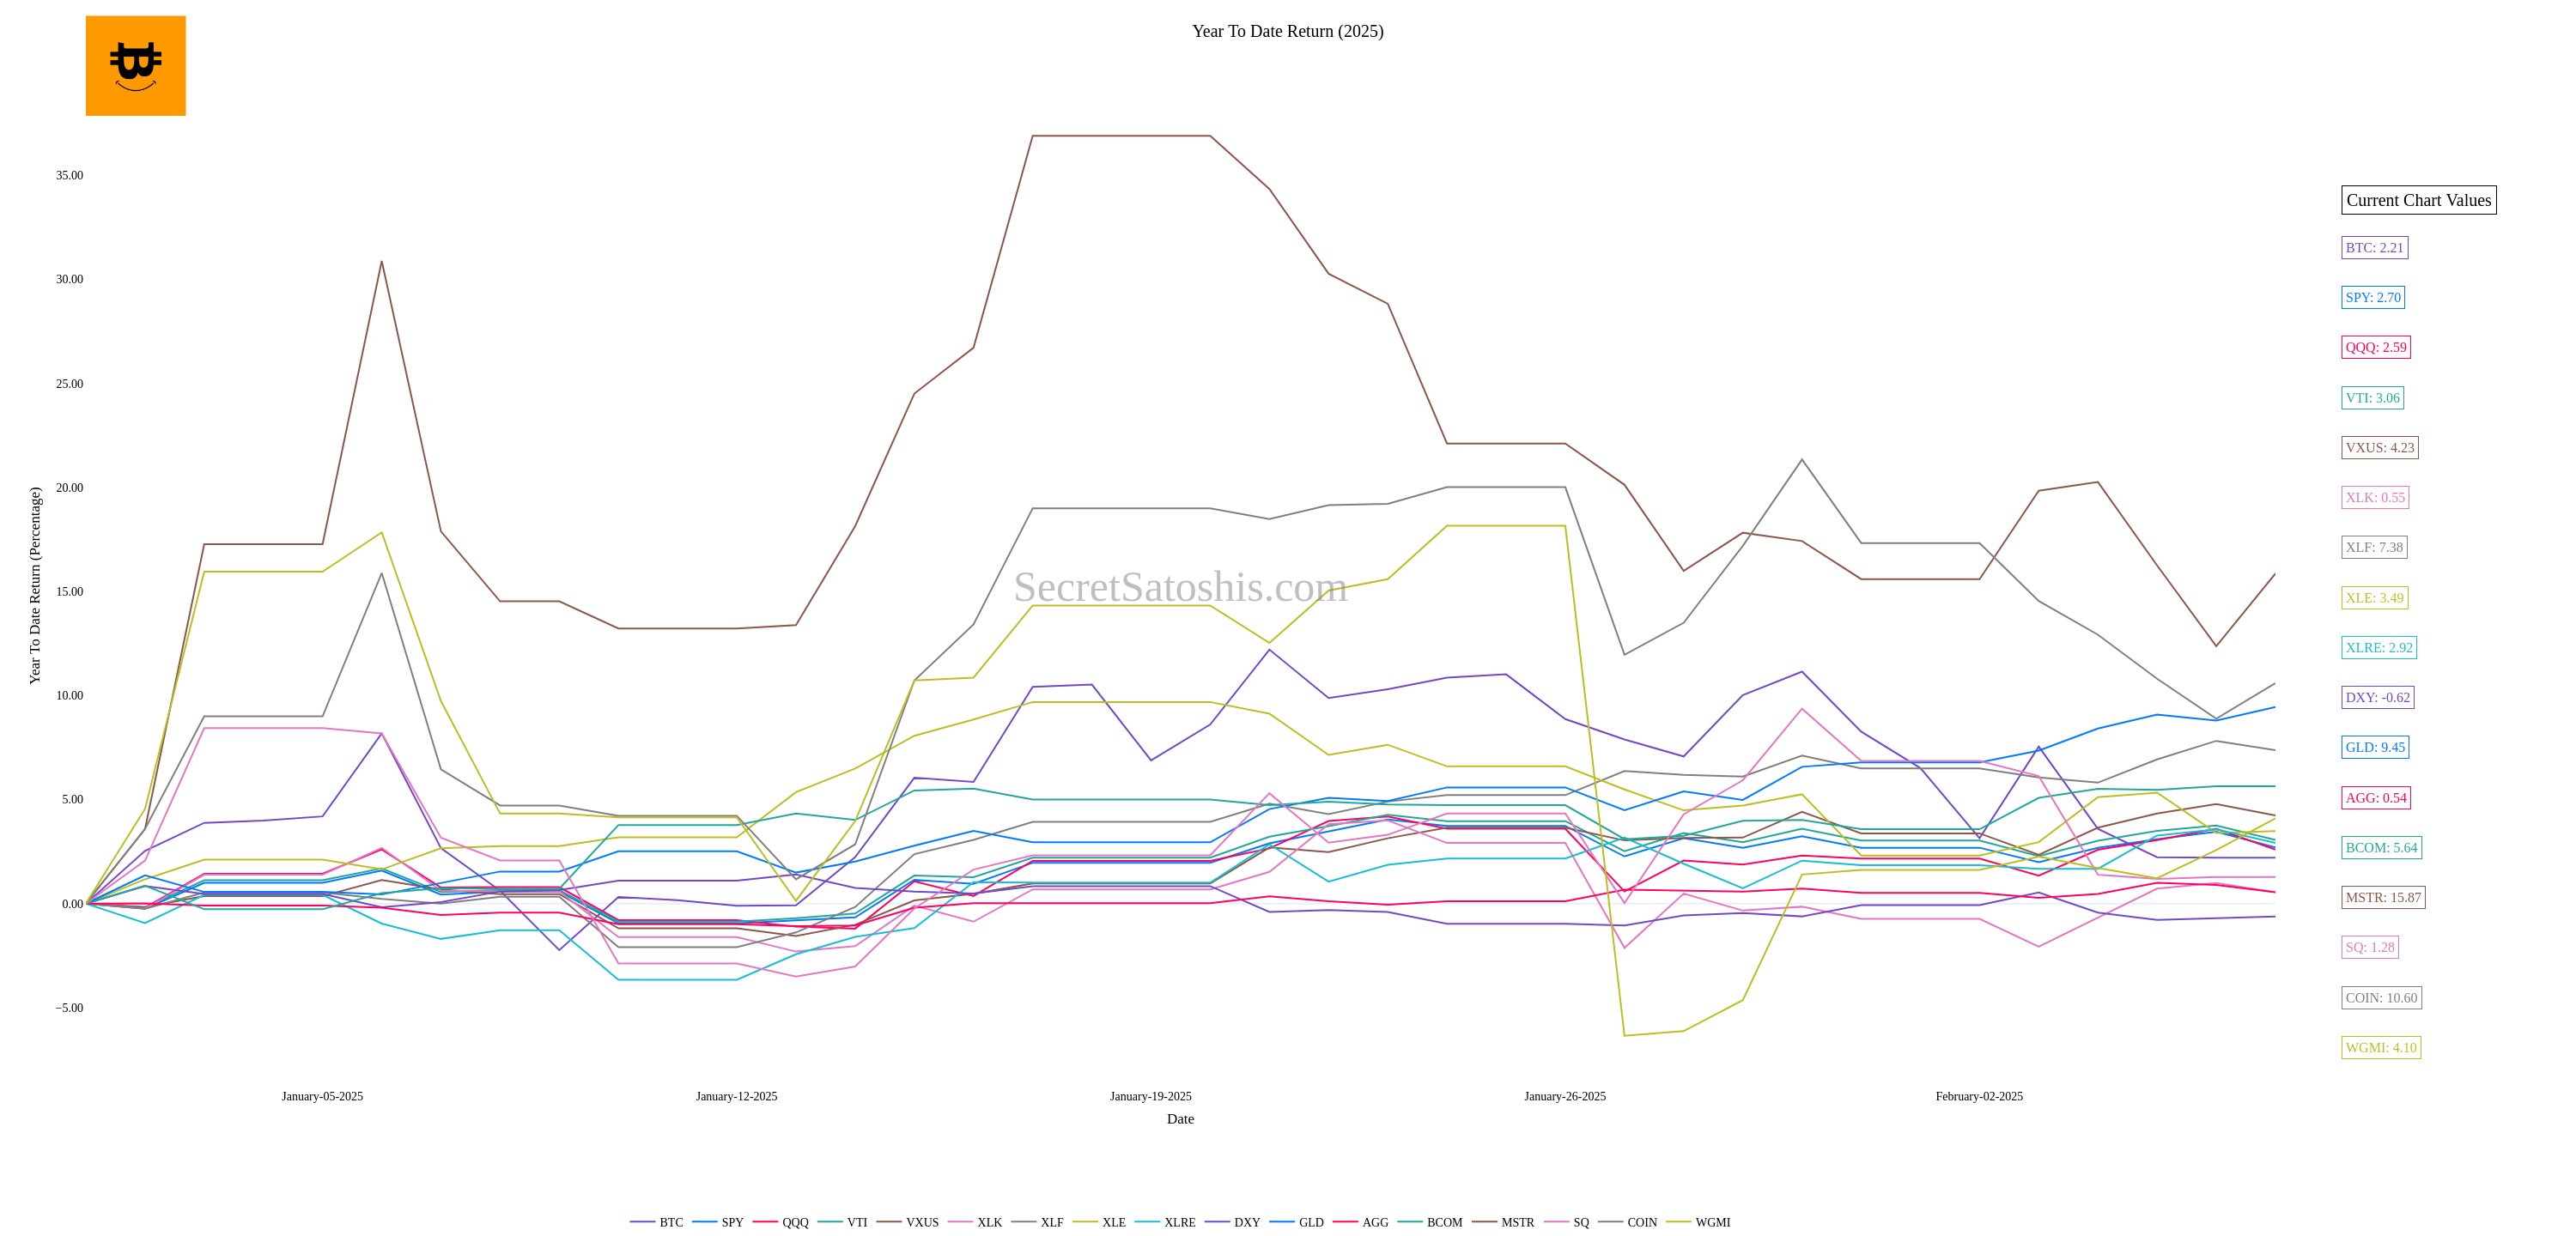 Year To Date Return (2025)
35.00
30.00
25.00
20.00
15.00
10.00
5.00
0.00
−5.00
Year To Date Return (Percentage)
SecretSatoshis.com
January-05-2025
January-12-2025
January-19-2025
January-26-2025
February-02-2025
Date
Current Chart Values
BTC: 2.21
SPY: 2.70
QQQ: 2.59
VTI: 3.06
VXUS: 4.23
XLK: 0.55
XLF: 7.38
XLE: 3.49
XLRE: 2.92
DXY: -0.62
GLD: 9.45
AGG: 0.54
BCOM: 5.64
MSTR: 15.87
SQ: 1.28
COIN: 10.60
WGMI: 4.10
BTC SPY QQQ VTI VXUS XLK XLF XLE XLRE DXY GLD AGG BCOM MSTR SQ COIN WGMI